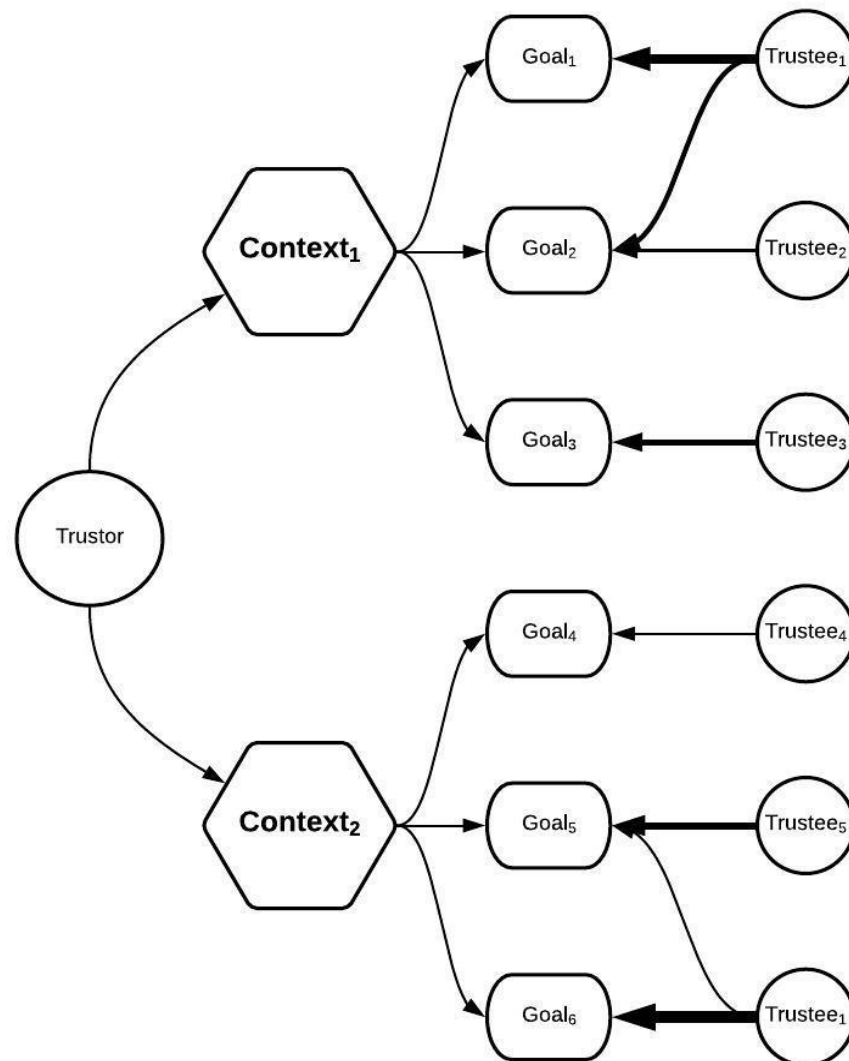 Goal₁
Trustee₁
Context₁
Goal₂
Trustee₂
Goal₃
Trustee₃
Trustor
Goal₄
Trustee₄
Context₂
Goal₅
Trustee₅
Goal₆
Trustee₁